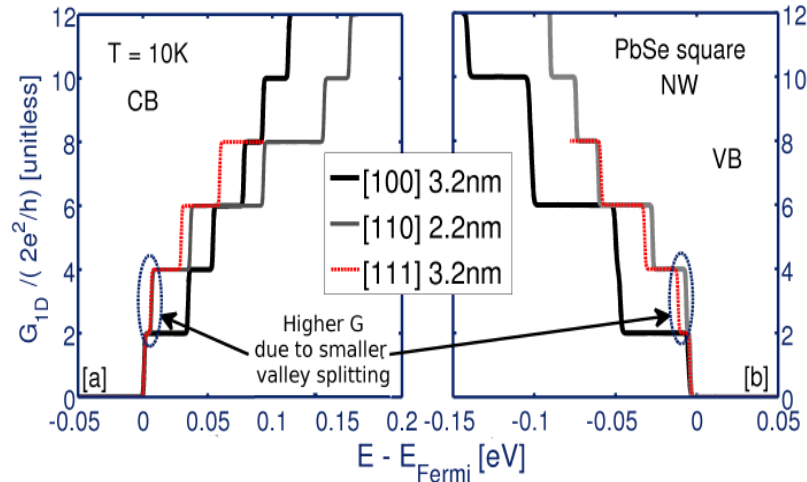 12
10
8
6
4
2
0
G1D/( 2e²/h) [unitless]
T = 10K
CB
[a]
-0.05 0 0.05 0.1 0.15 0.2
PbSe square
NW
VB
[b]
12
10
8
6
4
2
0
-0.15 -0.1 -0.05 0 0.05
[100] 3.2nm
[110] 2.2nm
[111] 3.2nm
Higher G
due to smaller
valley splitting
E - EFermi [eV]